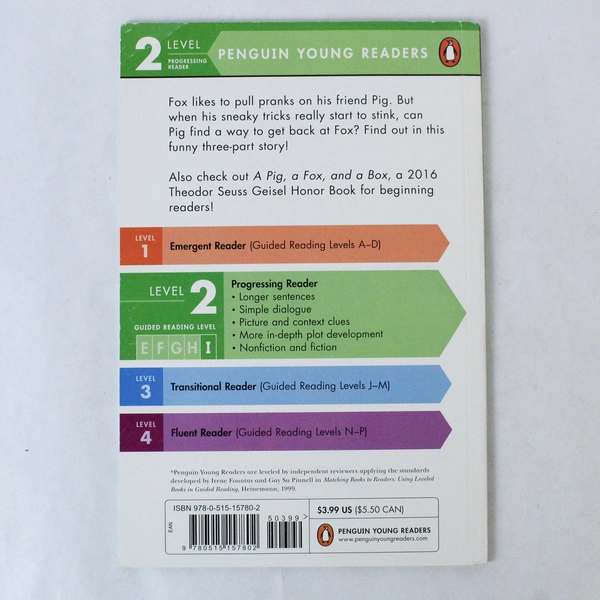 2 LEVEL
PROGRESSING
READER
PENGUIN YOUNG READERS
Fox likes to pull pranks on his friend Pig. But
when his sneaky tricks really start to stink, can
Pig find a way to get back at Fox? Find out in this
funny three-part story!
Also check out A Pig, a Fox, and a Box, a 2016
Theodor Seuss Geisel Honor Book for beginning
readers!
LEVEL
1
Emergent Reader (Guided Reading Levels A–D)
LEVEL 2
GUIDED READING LEVEL
E F G H I
Progressing Reader
• Longer sentences
• Simple dialogue
• Picture and context clues
• More in-depth plot development
• Nonfiction and fiction
LEVEL
3
Transitional Reader (Guided Reading Levels J–M)
LEVEL
4
Fluent Reader (Guided Reading Levels N–P)
*Penguin Young Readers are leveled by independent reviewers applying the standards
developed by Irene Fountas and Gay Su Pinnell in Matching Books to Readers: Using Leveled
Books in Guided Reading, Heinemann, 1999.
ISBN 978-0-515-15780-2
50399>
EAN
9 780515 157802
$3.99 US ($5.50 CAN)
PENGUIN YOUNG READERS
www.penguinyoungreaders.com